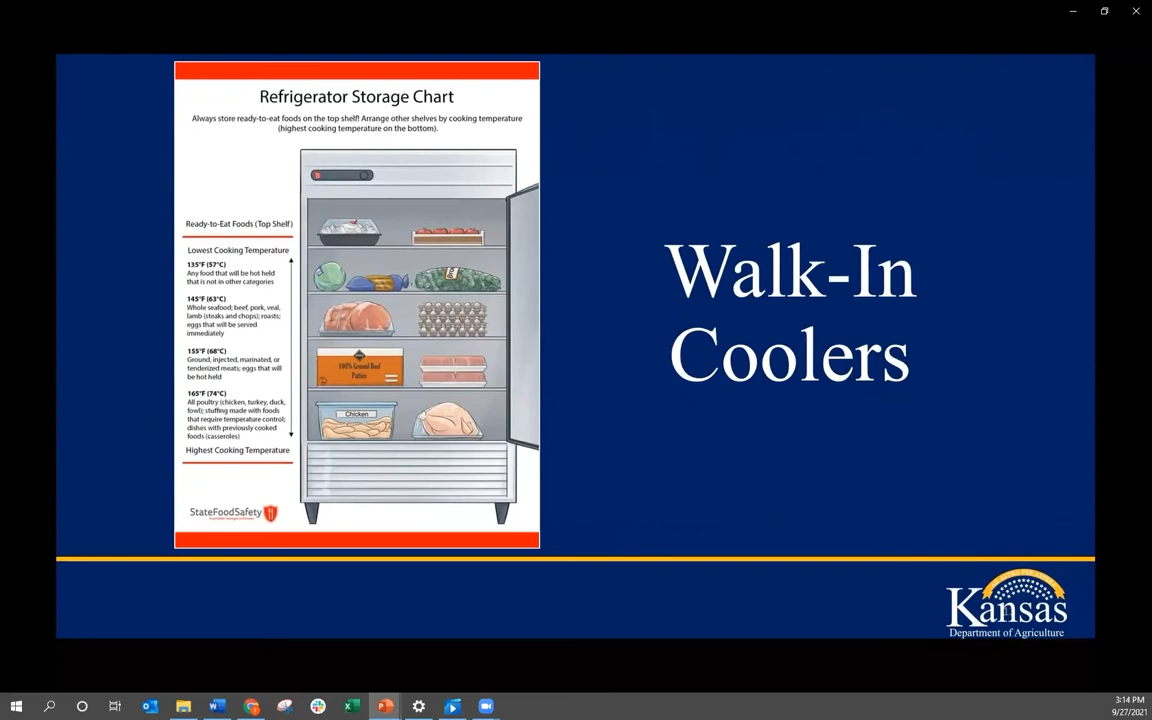 Refrigerator Storage Chart
Always store ready-to-eat foods on the top shelf! Arrange other shelves by cooking temperature
(highest cooking temperature on the bottom).
Ready-to-Eat Foods (Top Shelf)
Lowest Cooking Temperature
135°F (57°C)
Any food that will be hot held
that is not in other categories
145°F (63°C)
Whole seafood; beef, pork, veal,
lamb (steaks and chops); roasts;
eggs that will be served
immediately
155°F (68°C)
Ground, injected, marinated, or
tenderized meats; eggs that will
be hot held
165°F (74°C)
All poultry (chicken, turkey, duck,
fowl); stuffing made with foods
that require temperature control;
dishes with previously cooked
foods (casseroles)
Highest Cooking Temperature
100% Ground Beef
Patties
Chicken
StateFoodSafety
Walk-In
Coolers
Kansas
Department of Agriculture
3:14 PM
9/27/2021